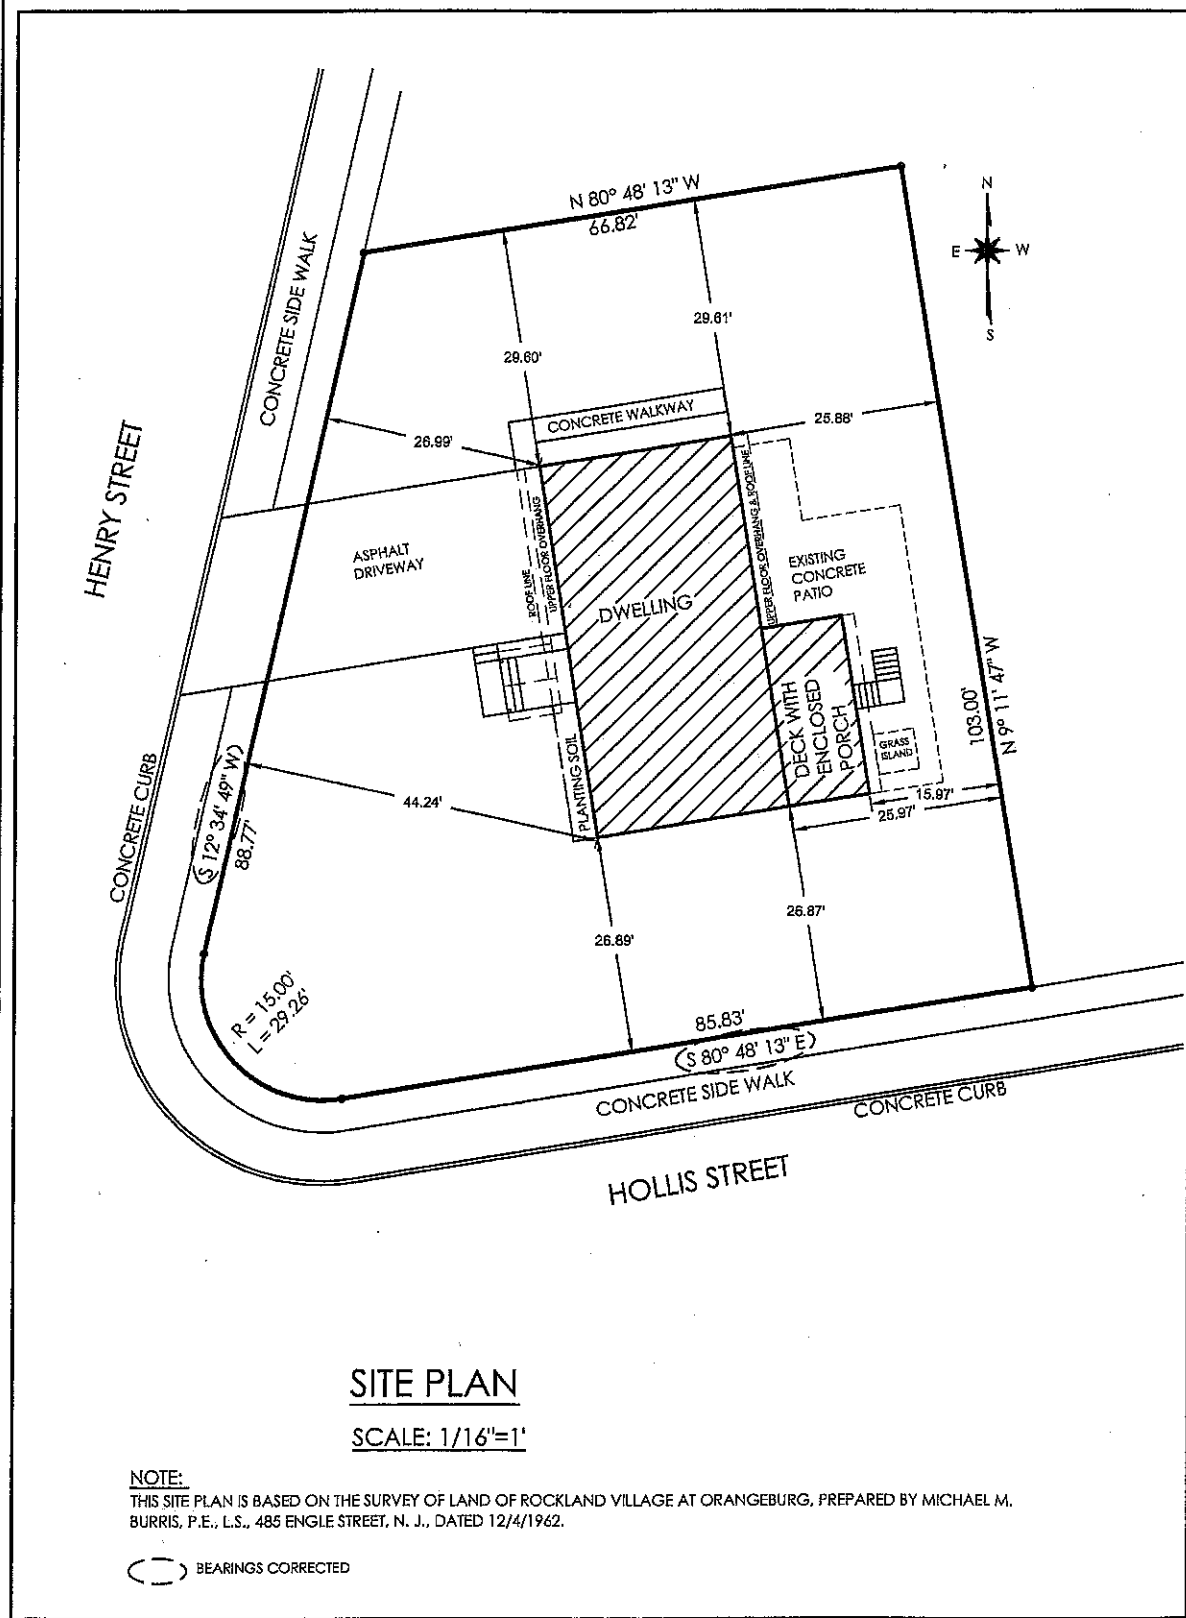 N 80° 48' 13" W
66.82'
N
E W
S
CONCRETE SIDE WALK
29.61'
29.60'
CONCRETE WALKWAY
25.88'
26.99'
HENRY STREET
ROOF LINE
UPPER FLOOR OVERHANG
UPPER FLOOR OVERHANG & ROOF LINE
ASPHALT
DRIVEWAY
EXISTING
CONCRETE
PATIO
DWELLING
DECK WITH
ENCLOSED
PORCH
GRASS
ISLAND
103.00'
N 9° 11' 47" W
PLANTING SOIL
CONCRETE CURB
(S 12° 34' 49" W)
88.77'
44.24'
15.97'
25.97'
26.87'
26.89'
R = 15.00'
L = 29.26'
85.83'
(S 80° 48' 13" E)
CONCRETE SIDE WALK
CONCRETE CURB
HOLLIS STREET
SITE PLAN
SCALE: 1/16"=1'
NOTE:
THIS SITE PLAN IS BASED ON THE SURVEY OF LAND OF ROCKLAND VILLAGE AT ORANGEBURG, PREPARED BY MICHAEL M.
BURRIS, P.E., L.S., 485 ENGLE STREET, N. J., DATED 12/4/1962.
BEARINGS CORRECTED